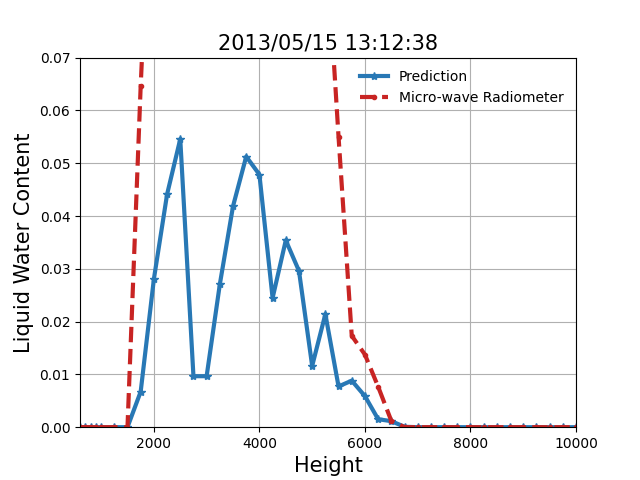 2013/05/15 13:12:38
Prediction
Micro-wave Radiometer
Liquid Water Content
0.07
0.06
0.05
0.04
0.03
0.02
0.01
0.00
2000 4000 6000 8000 10000
Height